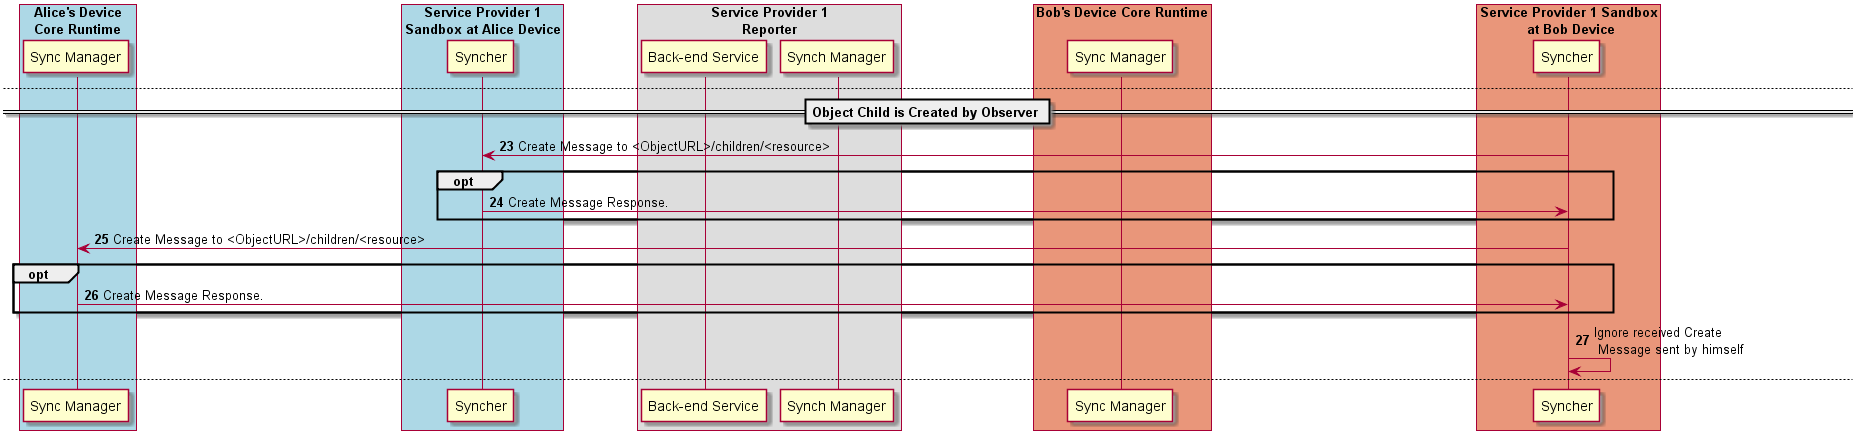 Alice's Device
Core Runtime
Service Provider 1
Sandbox at Alice Device
Service Provider 1
Reporter
Bob's Device Core Runtime
Service Provider 1 Sandbox
at Bob Device
Sync Manager
Syncher
Back-end Service
Synch Manager
Sync Manager
Syncher
Object Child is Created by Observer
23 Create Message to <ObjectURL>/children/<resource>
opt
24 Create Message Response.
25 Create Message to <ObjectURL>/children/<resource>
opt
26 Create Message Response.
27 Ignore received Create
Message sent by himself
Sync Manager
Syncher
Back-end Service
Synch Manager
Sync Manager
Syncher